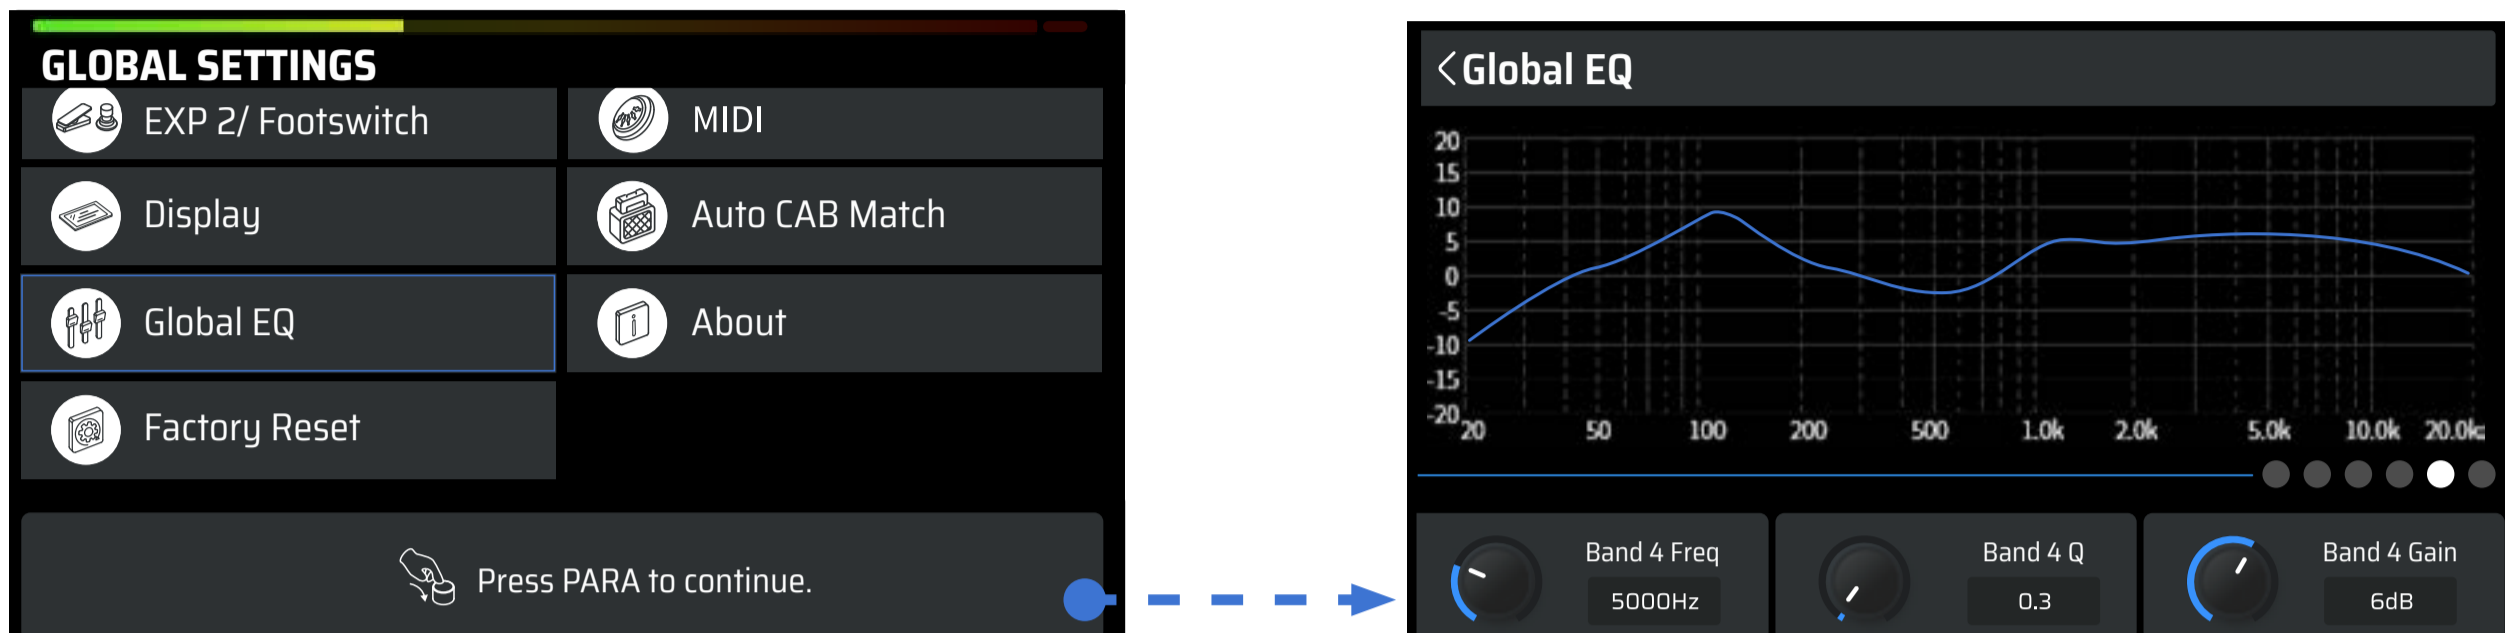 GLOBAL SETTINGS
EXP 2/ Footswitch
MIDI
Display
Auto CAB Match
Global EQ
About
Factory Reset
Press PARA to continue.
Global EQ
20
15
10
5
0
-5
-10
-15
-20
20 50 100 200 500 1.0k 2.0k 5.0k 10.0k 20.0k
Band 4 Freq
5000Hz
Band 4 Q
0.3
Band 4 Gain
6dB